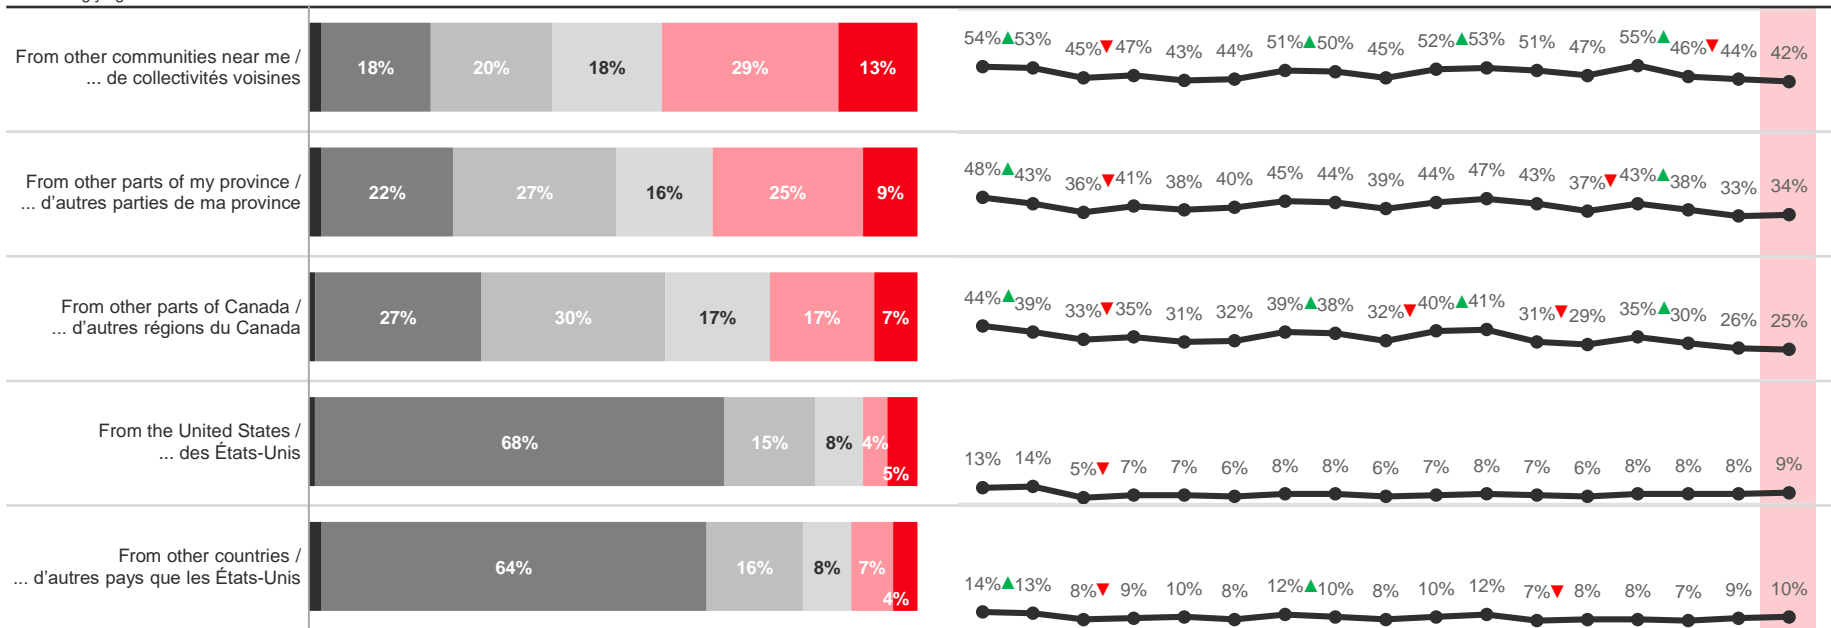 From other communities near me /
... de collectivités voisines
18% 20% 18% 29% 13%
54%▲53% 45%▼47% 43% 44% 51%▲50% 45% 52%▲53% 51% 47% 55%▲46%▼44% 42%
From other parts of my province /
... d'autres parties de ma province
22% 27% 16% 25% 9%
48%▲43% 36%▼41% 38% 40% 45% 44% 39% 44% 47% 43% 37%▼43%▲38% 33% 34%
From other parts of Canada /
... d'autres régions du Canada
27% 30% 17% 17% 7%
44%▲39% 33%▼35% 31% 32% 39%▲38% 32%▼40%▲41% 31%▼29% 35%▲30% 26% 25%
From the United States /
... des États-Unis
68% 15% 8% 4% 5%
13% 14% 5%▼ 7% 7% 6% 8% 8% 6% 7% 8% 7% 6% 8% 8% 8% 9%
From other countries /
... d'autres pays que les États-Unis
64% 16% 8% 7% 4%
14%▲13% 8%▼ 9% 10% 8% 12%▲10% 8% 10% 12% 7%▼ 8% 8% 7% 9% 10%